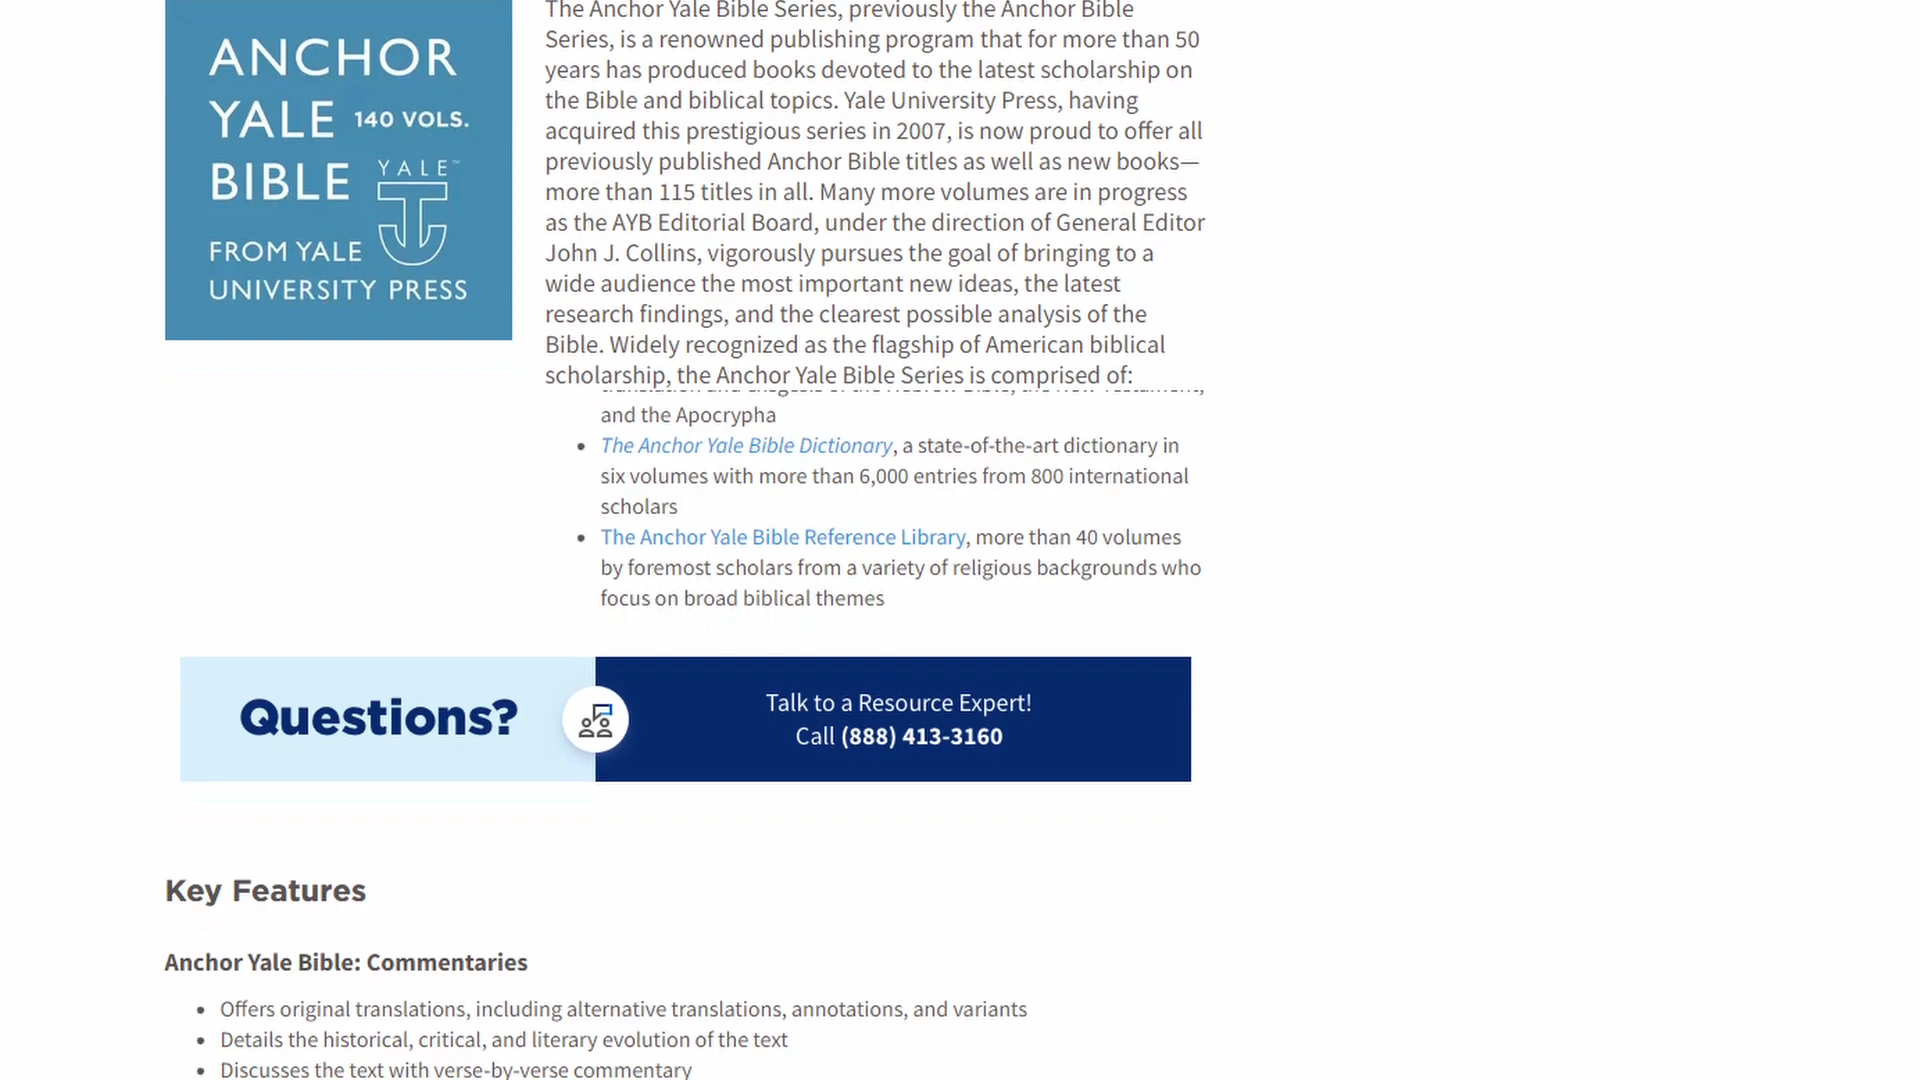 ANCHOR
YALE 140 VOLS.
BIBLE YALE™
FROM YALE
UNIVERSITY PRESS
The Anchor Yale Bible Series, previously the Anchor Bible
Series, is a renowned publishing program that for more than 50
years has produced books devoted to the latest scholarship on
the Bible and biblical topics. Yale University Press, having
acquired this prestigious series in 2007, is now proud to offer all
previously published Anchor Bible titles as well as new books—
more than 115 titles in all. Many more volumes are in progress
as the AYB Editorial Board, under the direction of General Editor
John J. Collins, vigorously pursues the goal of bringing to a
wide audience the most important new ideas, the latest
research findings, and the clearest possible analysis of the
Bible. Widely recognized as the flagship of American biblical
scholarship, the Anchor Yale Bible Series is comprised of:
and the Apocrypha
• The Anchor Yale Bible Dictionary, a state-of-the-art dictionary in
six volumes with more than 6,000 entries from 800 international
scholars
• The Anchor Yale Bible Reference Library, more than 40 volumes
by foremost scholars from a variety of religious backgrounds who
focus on broad biblical themes
Questions?
Talk to a Resource Expert!
Call (888) 413-3160
Key Features
Anchor Yale Bible: Commentaries
• Offers original translations, including alternative translations, annotations, and variants
• Details the historical, critical, and literary evolution of the text
• Discusses the text with verse-by-verse commentary